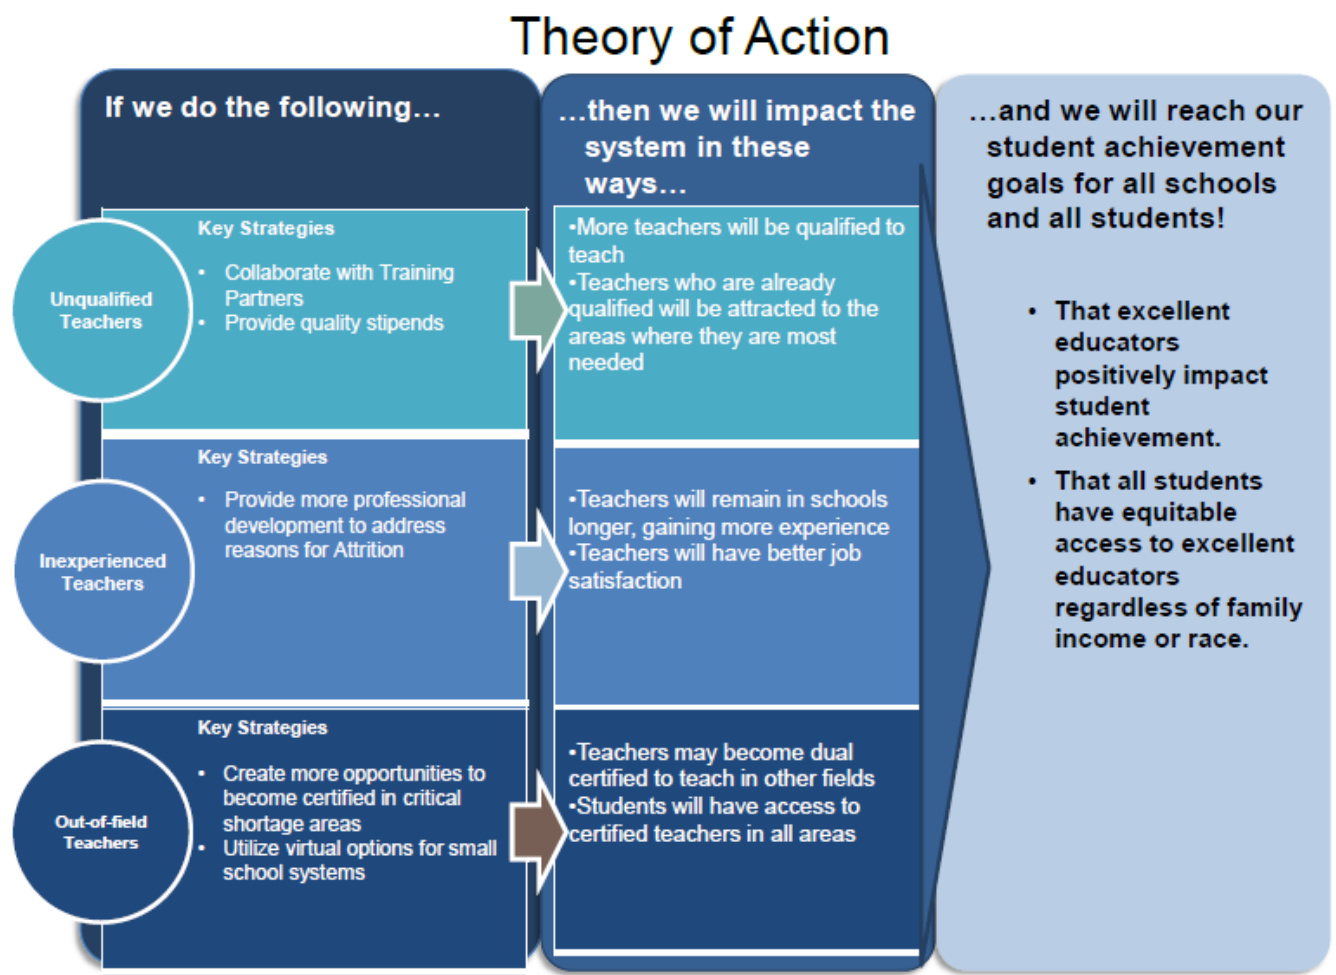 Theory of Action
If we do the following...
Unqualified
Teachers
Key Strategies
• Collaborate with Training
Partners
• Provide quality stipends
Inexperienced
Teachers
Key Strategies
• Provide more professional
development to address
reasons for Attrition
Out-of-field
Teachers
Key Strategies
• Create more opportunities to
become certified in critical
shortage areas
• Utilize virtual options for small
school systems
...then we will impact the
system in these
ways...
•More teachers will be qualified to
teach
•Teachers who are already
qualified will be attracted to the
areas where they are most
needed
•Teachers will remain in schools
longer, gaining more experience
•Teachers will have better job
satisfaction
•Teachers may become dual
certified to teach in other fields
•Students will have access to
certified teachers in all areas
...and we will reach our
student achievement
goals for all schools
and all students!
• That excellent
educators
positively impact
student
achievement.
• That all students
have equitable
access to excellent
educators
regardless of family
income or race.